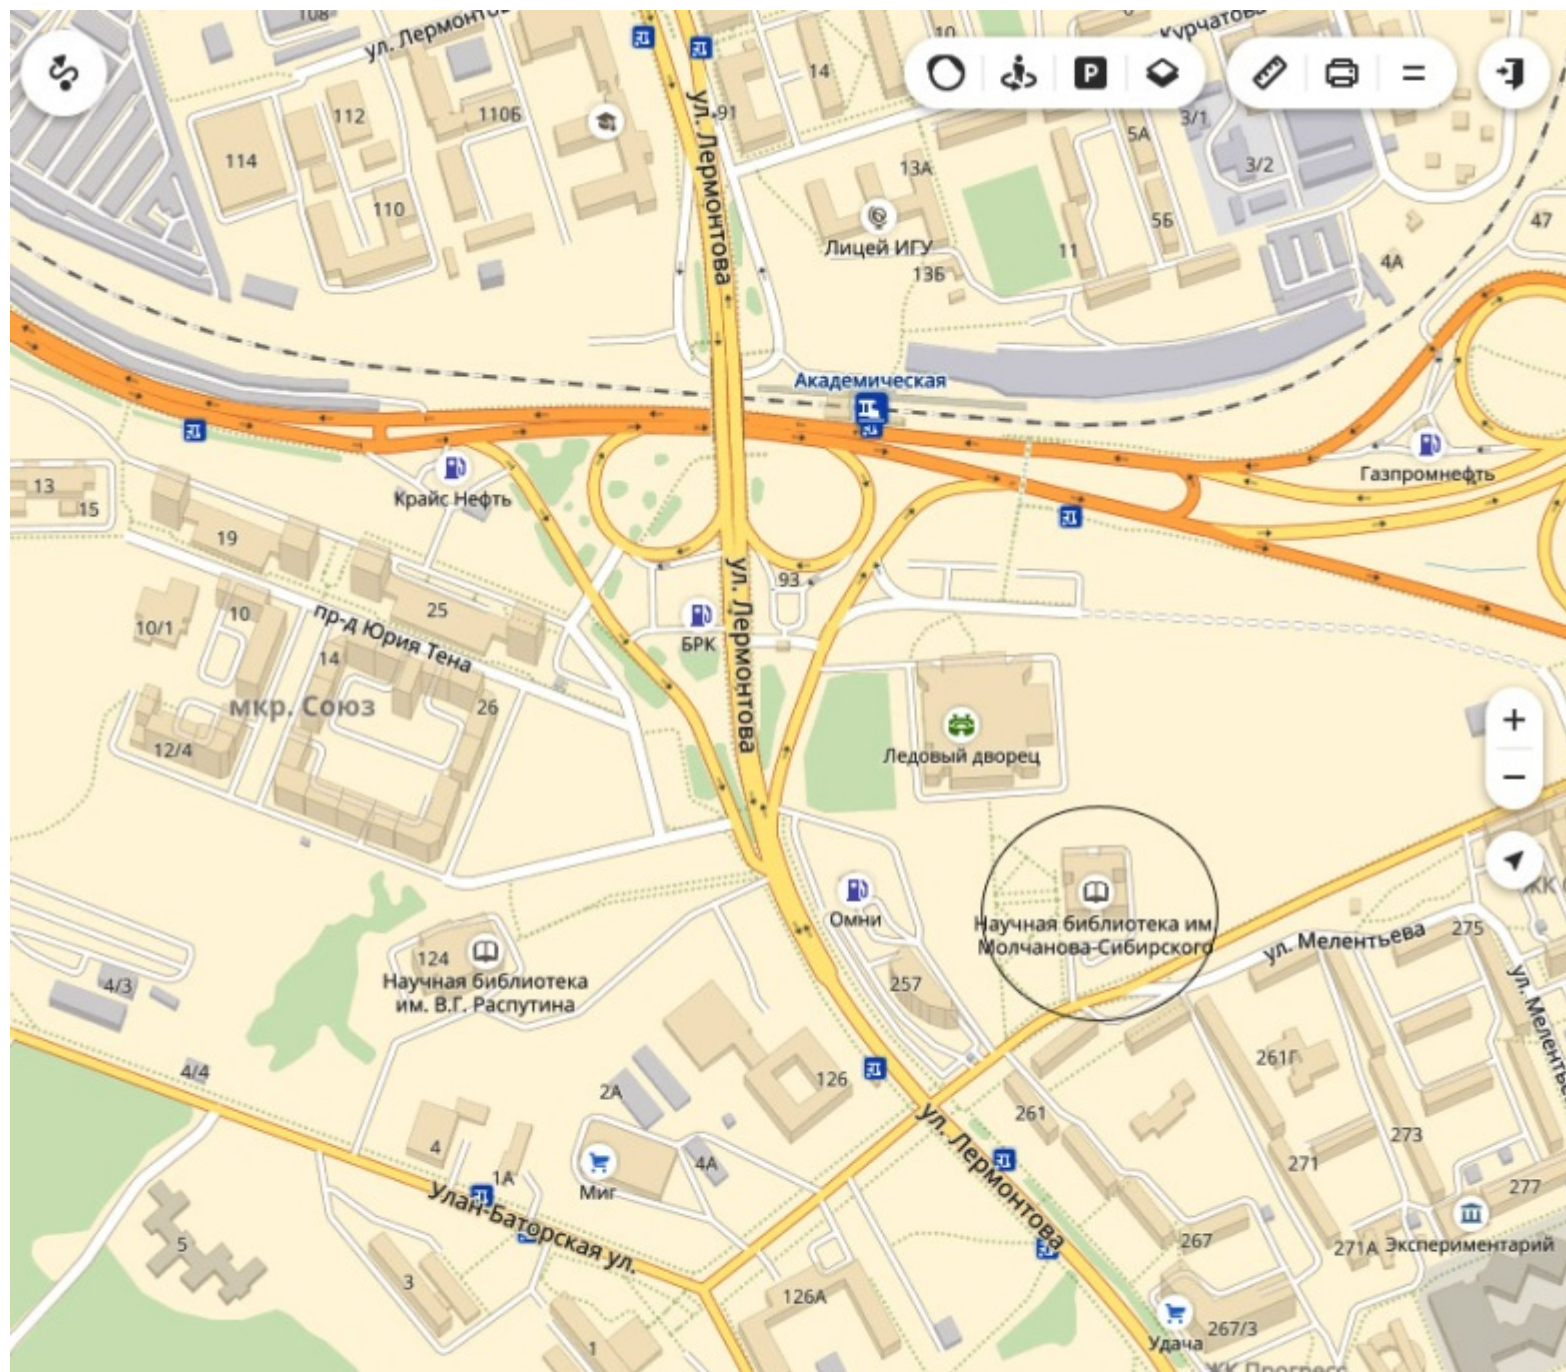 108
ул. Лермонтова
10
Курчатова
14
112
110Б
91
5А
3/1
114
13А
3/2
ул. Лермонтова
110
5Б
47
Лицей ИГУ
11
13Б
4А
Академическая
13
Крайс Нефть
Газпромнефть
15
19
93
10/1
10
25
пр-д Юрия Тена
БРК
ул. Лермонтова
14
мкр. Союз
26
12/4
Ледовый дворец
P
+
−
Омни
Научная библиотека им.
Молчанова-Сибирского
124
Научная библиотека
им. В.Г. Распутина
ул. Мелентьева
275
4/3
257
ул. Мелентьева
4/4
2А
126
261Г
261
4
273
4А
271
1А
Миг
ул. Лермонтова
277
Улан-Баторская ул.
5
267
271А
Экспериментарий
3
126А
267/3
Удача
1
ЖК Прогресс